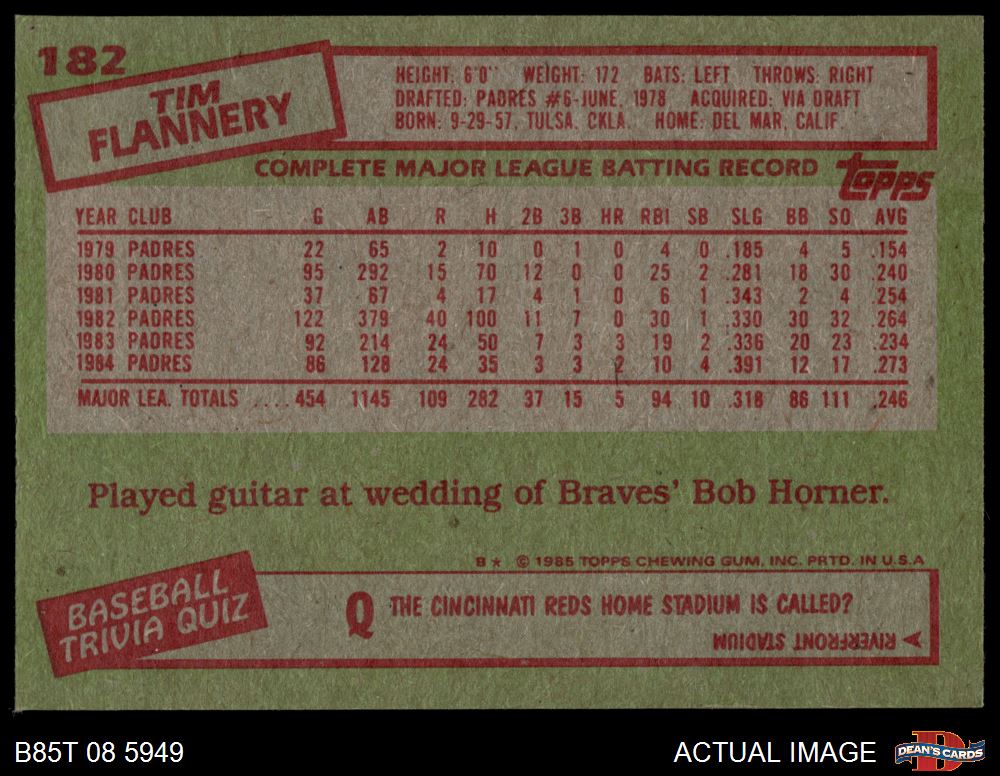 182
TIM
FLANNERY
HEIGHT: 6'0" WEIGHT: 172 BATS: LEFT THROWS: RIGHT
DRAFTED: PADRES #6-JUNE, 1978 ACQUIRED: VIA DRAFT
BORN: 9-29-57, TULSA, OKLA. HOME: DEL MAR, CALIF.
COMPLETE MAJOR LEAGUE BATTING RECORD
Topps
YEAR CLUB G AB R H 2B 3B HR RBI SB SLG BB SO AVG
1979 PADRES 22 65 2 10 0 1 0 4 0 .185 4 5 .154
1980 PADRES 95 292 15 70 12 0 0 25 2 .281 18 30 .240
1981 PADRES 37 67 4 17 4 1 0 6 1 .343 2 4 .254
1982 PADRES 122 379 40 100 11 7 0 30 1 .330 30 32 .264
1983 PADRES 92 214 24 50 7 3 3 19 2 .336 20 23 .234
1984 PADRES 86 128 24 35 3 3 2 10 4 .391 12 17 .273
MAJOR LEA. TOTALS .... 454 1145 109 282 37 15 5 94 10 .318 86 111 .246
Played guitar at wedding of Braves' Bob Horner.
B* © 1985 TOPPS CHEWING GUM, INC. PRTD. IN U.S.A
BASEBALL
TRIVIA QUIZ
Q THE CINCINNATI REDS HOME STADIUM IS CALLED?
RIVERFRONT STADIUM
B85T 08 5949
ACTUAL IMAGE
D
DEAN'S CARDS